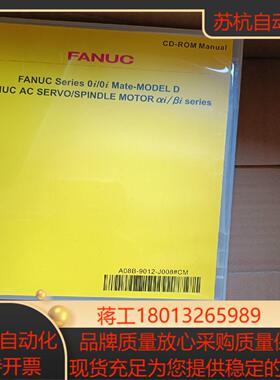 苏杭自动
CD-ROM Manual
FANUC
FANUC Series 0i/0i Mate-MODEL D
NUC AC SERVO/SPINDLE MOTOR αi/βi series
A08B-9012-J008#CM
蒋工18013265989
自动化
品牌质量放心采购质量保
开票
现货充足为您提供定制